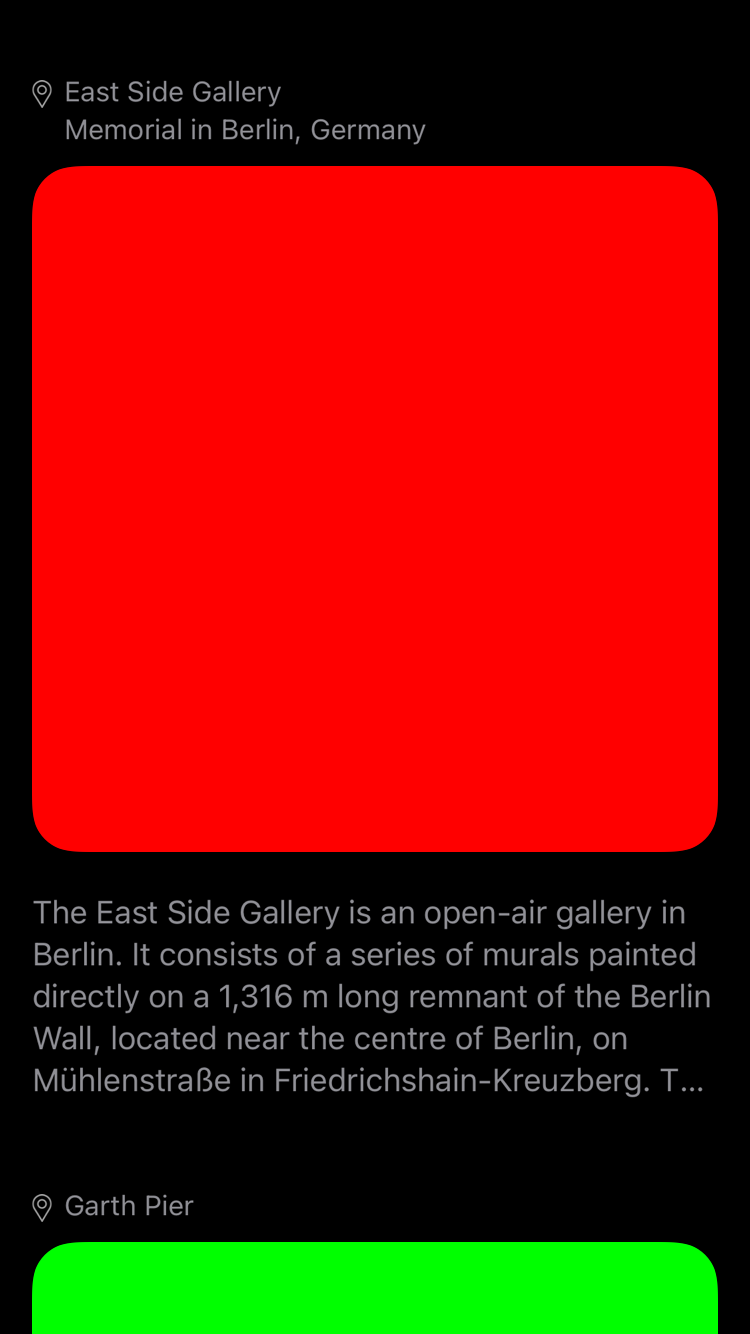 East Side Gallery
Memorial in Berlin, Germany
The East Side Gallery is an open-air gallery in
Berlin. It consists of a series of murals painted
directly on a 1,316 m long remnant of the Berlin
Wall, located near the centre of Berlin, on
Mühlenstraße in Friedrichshain-Kreuzberg. T...
Garth Pier